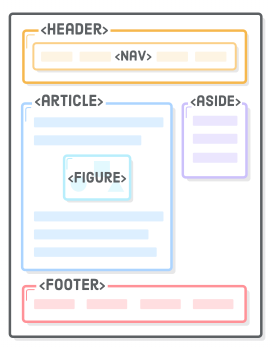 <HEADER>
<NAV>
<ARTICLE>
<ASIDE>
<FIGURE>
<FOOTER>